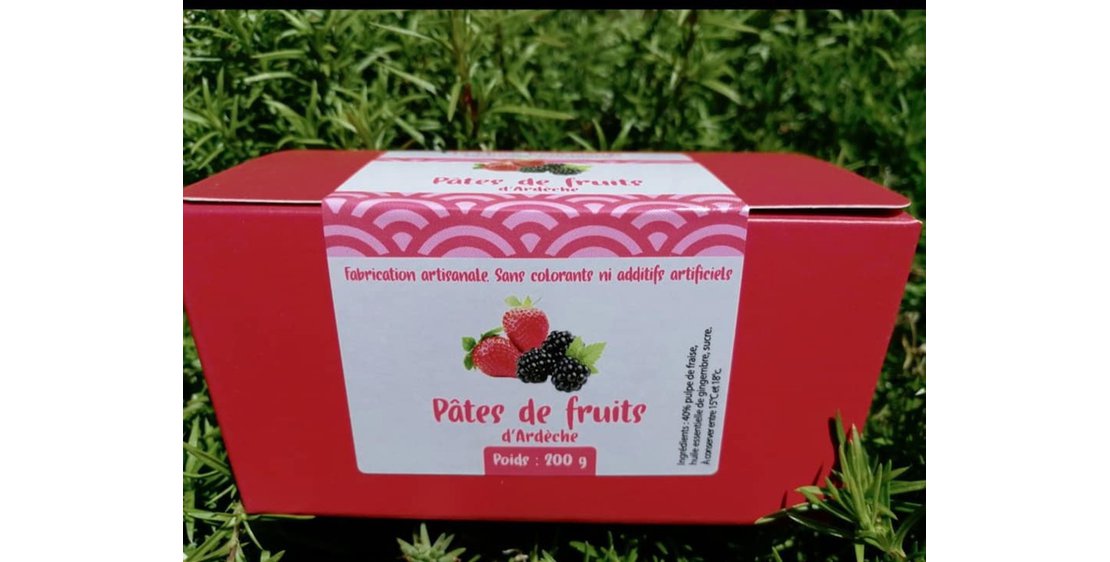 Pâtes de fruits
d'Ardèche
Fabrication artisanale. Sans colorants ni additifs artificiels
Pâtes de fruits
d'Ardèche
Poids : 200 g
Ingrédients : 40% pulpe de fraise,
huile essentielle de gingembre, sucre.
A conserver entre 15°C et 18°c.